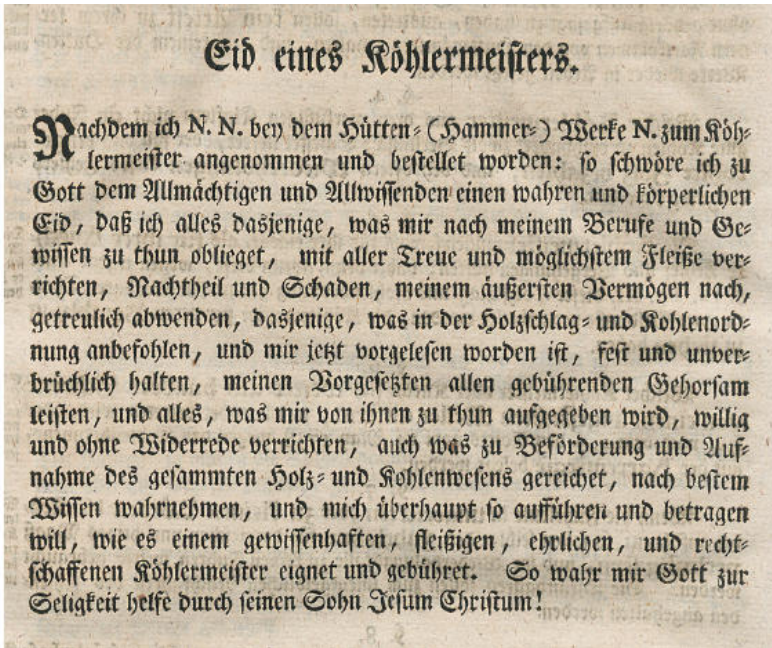 Eid eines Köhlermeisters.
Nachdem ich N. N. bey dem Hütten-(Hammer-) Werke N. zum Köh-
lermeister angenommen und bestellet worden: so schwöre ich zu
Gott dem Allmächtigen und Allwissenden einen wahren und körperlichen
Eid, daß ich alles dasjenige, was mir nach meinem Berufe und Ge-
wissen zu thun oblieget, mit aller Treue und möglichstem Fleiße ver-
richten, Nachtheil und Schaden, meinem äußersten Vermögen nach,
getreulich abwenden, dasjenige, was in der Holzschlag- und Kohlenord-
nung anbefohlen, und mir jetzt vorgelesen worden ist, fest und unver-
brüchlich halten, meinen Vorgesetzten allen gebührenden Gehorsam
leisten, und alles, was mir von ihnen zu thun aufgegeben wird, willig
und ohne Widerrede verrichten, auch was zu Beförderung und Auf-
nahme des gesammten Holz- und Kohlenwesens gereichet, nach bestem
Wissen wahrnehmen, und mich überhaupt so aufführen und betragen
will, wie es einem gewissenhaften, fleißigen, ehrlichen, und recht-
schaffenen Köhlermeister eignet und gebühret. So wahr mir Gott zur
Seligkeit helfe durch seinen Sohn Jesum Christum!